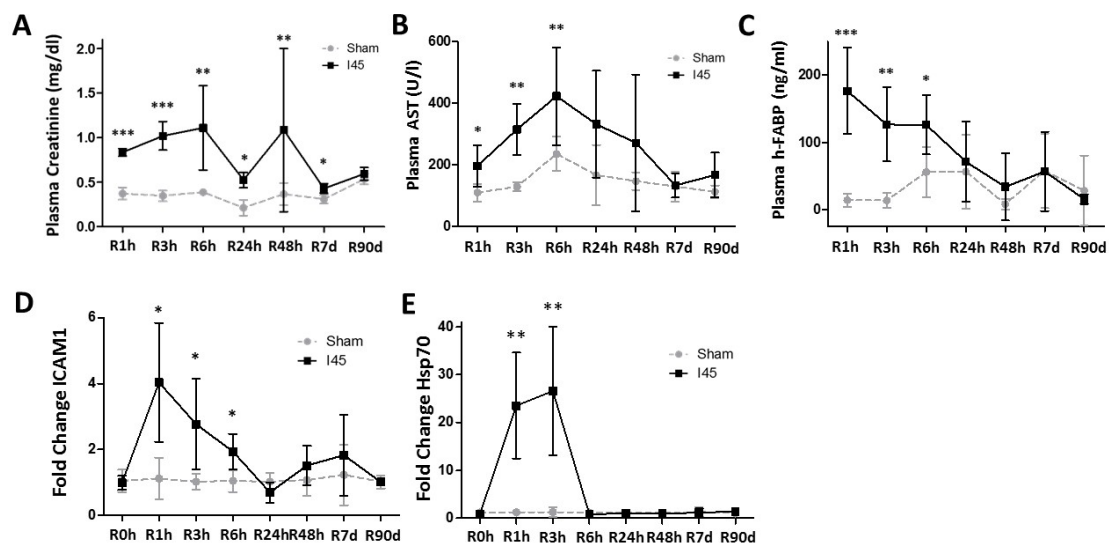 A
Plasma Creatinine (mg/dl)
2.0
1.5
1.0
0.5
0.0
***
***
**
*
**
*
Sham
I45
R1h R3h R6h R24h R48h R7d R90d
B
Plasma AST (U/l)
600
400
200
0
*
**
**
Sham
I45
R1h R3h R6h R24h R48h R7d R90d
C
Plasma h-FABP (ng/ml)
200
100
0
***
**
*
Sham
I45
R1h R3h R6h R24h R48h R7d R90d
D
Fold Change ICAM1
6
4
2
0
*
*
*
Sham
I45
R0h R1h R3h R6h R24h R48h R7d R90d
E
Fold Change Hsp70
40
30
20
10
0
**
**
Sham
I45
R0h R1h R3h R6h R24h R48h R7d R90d